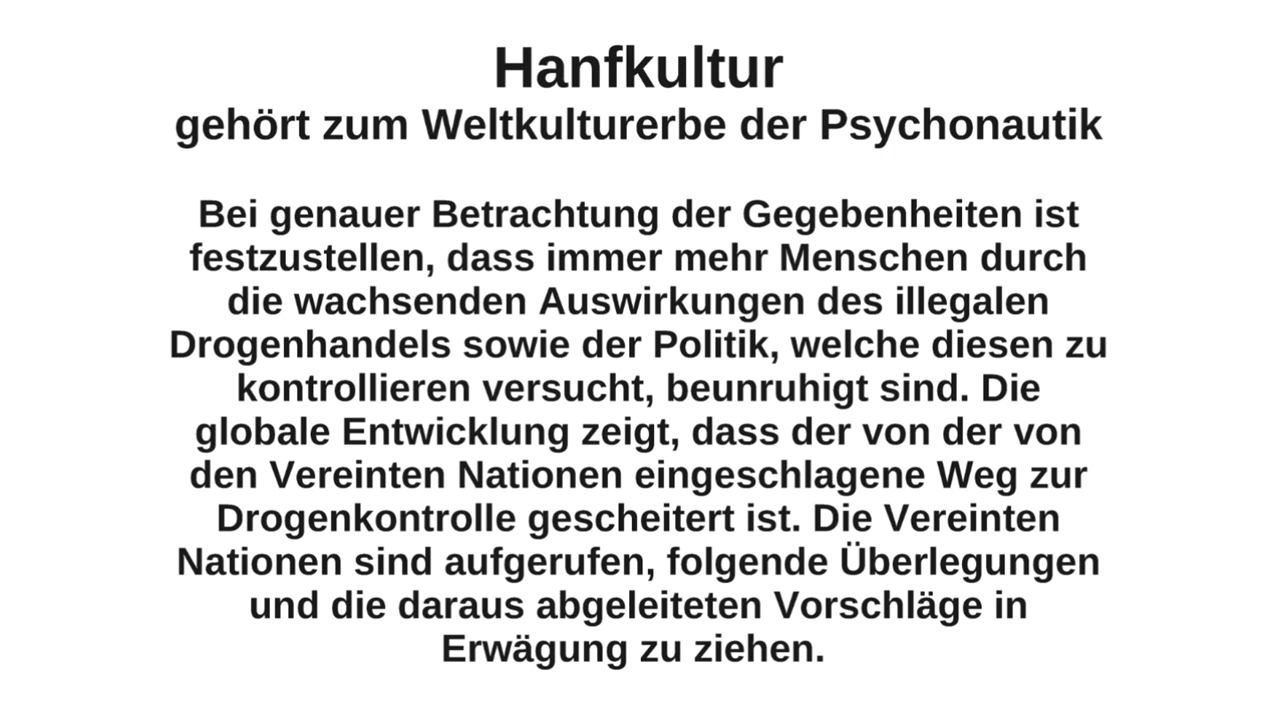 Hanfkultur
gehört zum Weltkulturerbe der Psychonautik
Bei genauer Betrachtung der Gegebenheiten ist
festzustellen, dass immer mehr Menschen durch
die wachsenden Auswirkungen des illegalen
Drogenhandels sowie der Politik, welche diesen zu
kontrollieren versucht, beunruhigt sind. Die
globale Entwicklung zeigt, dass der von der von
den Vereinten Nationen eingeschlagene Weg zur
Drogenkontrolle gescheitert ist. Die Vereinten
Nationen sind aufgerufen, folgende Überlegungen
und die daraus abgeleiteten Vorschläge in
Erwägung zu ziehen.